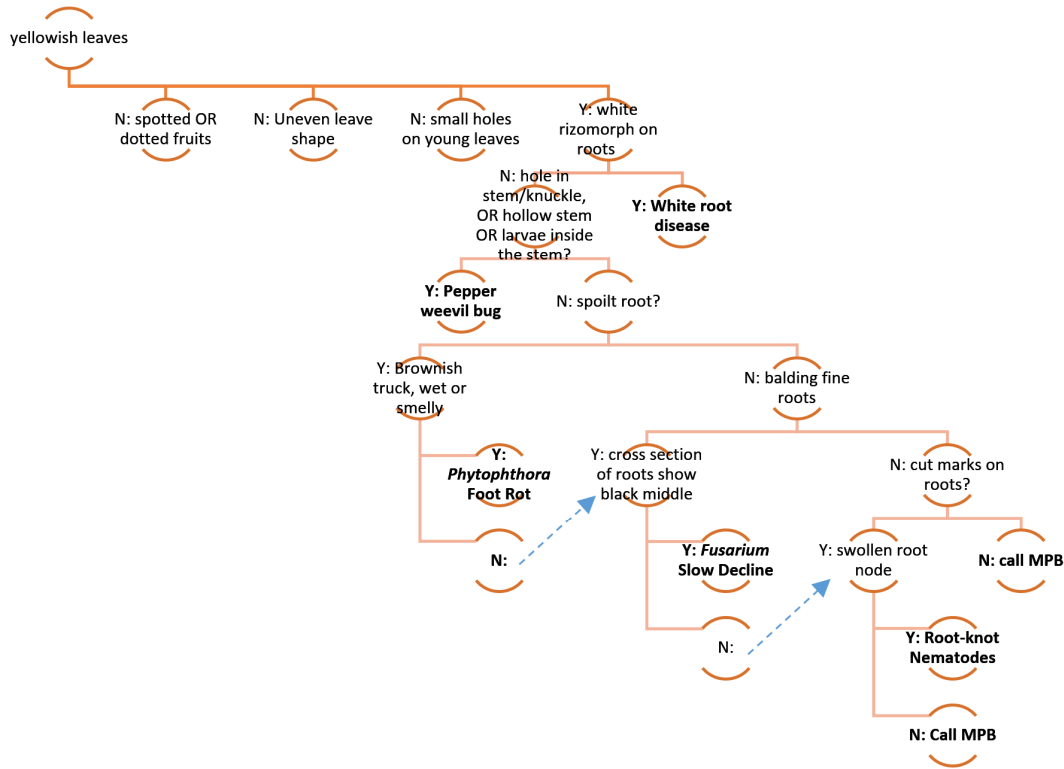 yellowish leaves
N: spotted OR
dotted fruits
N: Uneven leave
shape
N: small holes
on young leaves
Y: white
rizomorph on
roots
N: hole in
stem/knuckle,
OR hollow stem
OR larvae inside
the stem?
Y: White root
disease
Y: Pepper
weevil bug
N: spoilt root?
Y: Brownish
truck, wet or
smelly
N: balding fine
roots
Y:
Phytophthora
Foot Rot
N:
Y: cross section
of roots show
black middle
N: cut marks on
roots?
Y: Fusarium
Slow Decline
N:
Y: swollen root
node
N: call MPB
Y: Root-knot
Nematodes
N: Call MPB